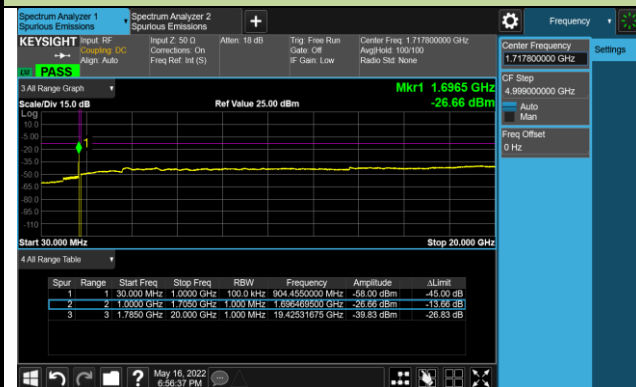 Spectrum Analyzer 1
Spurious Emissions
Spectrum Analyzer 2
Spurious Emissions
+
Frequency
KEYSIGHT
Input: RF
Coupling: DC
Align: Auto
Input Z: 50 Ω
Corrections: On
Freq Ref: Int (S)
Atten: 18 dB
Trig: Free Run
Gate: Off
IF Gain: Low
Center Freq: 1.717800000 GHz
Avg|Hold: 100/100
Radio Std: None
PASS
Center Frequency
1.717800000 GHz
Settings
CF Step
4.999000000 GHz
Auto
Man
Freq Offset
0 Hz
3 All Range Graph
Mkr1 1.6965 GHz
Scale/Div 15.0 dB
Ref Value 25.00 dBm
-26.66 dBm
Log
10.0
-5.00
-20.0
-35.0
-50.0
-65.0
-80.0
-95.0
-110
1
Start 30.000 MHz
Stop 20.000 GHz
4 All Range Table
Spur Range Start Freq Stop Freq RBW Frequency Amplitude ΔLimit
1 1 30.000 MHz 1.0000 GHz 100.0 kHz 904.4550000 MHz -58.00 dBm -45.00 dB
2 2 1.0000 GHz 1.7050 GHz 1.000 MHz 1.696469500 GHz -26.66 dBm -13.66 dB
3 3 1.7850 GHz 20.000 GHz 1.000 MHz 19.42531675 GHz -39.83 dBm -26.83 dB
?
May 16, 2022
6:56:37 PM